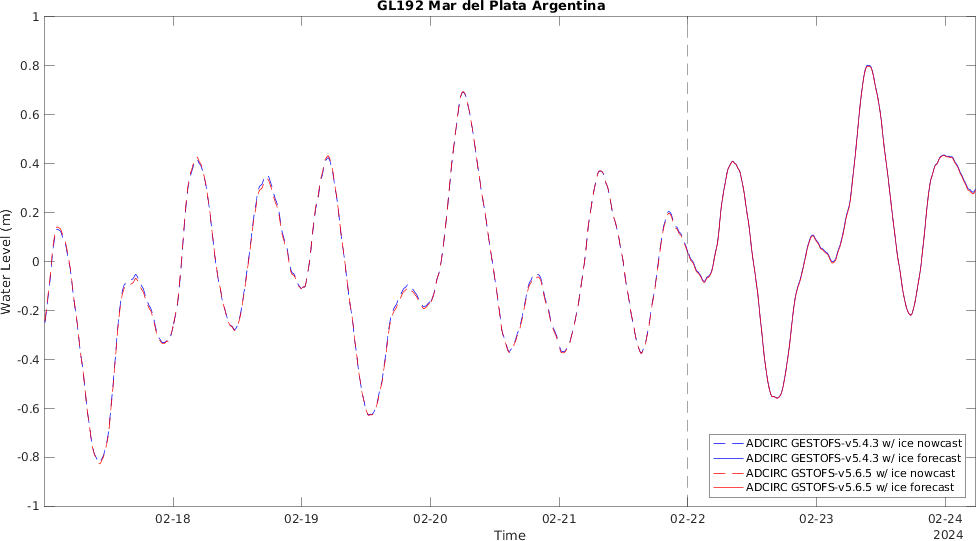 GL192 Mar del Plata Argentina
1
0.8
0.6
0.4
0.2
0
-0.2
-0.4
-0.6
-0.8
-1
Water Level (m)
02-18
02-19
02-20
02-21
02-22
02-23
02-24
Time
2024
ADCIRC GESTOFS-v5.4.3 w/ ice nowcast
ADCIRC GESTOFS-v5.4.3 w/ ice forecast
ADCIRC GSTOFS-v5.6.5 w/ ice nowcast
ADCIRC GSTOFS-v5.6.5 w/ ice forecast